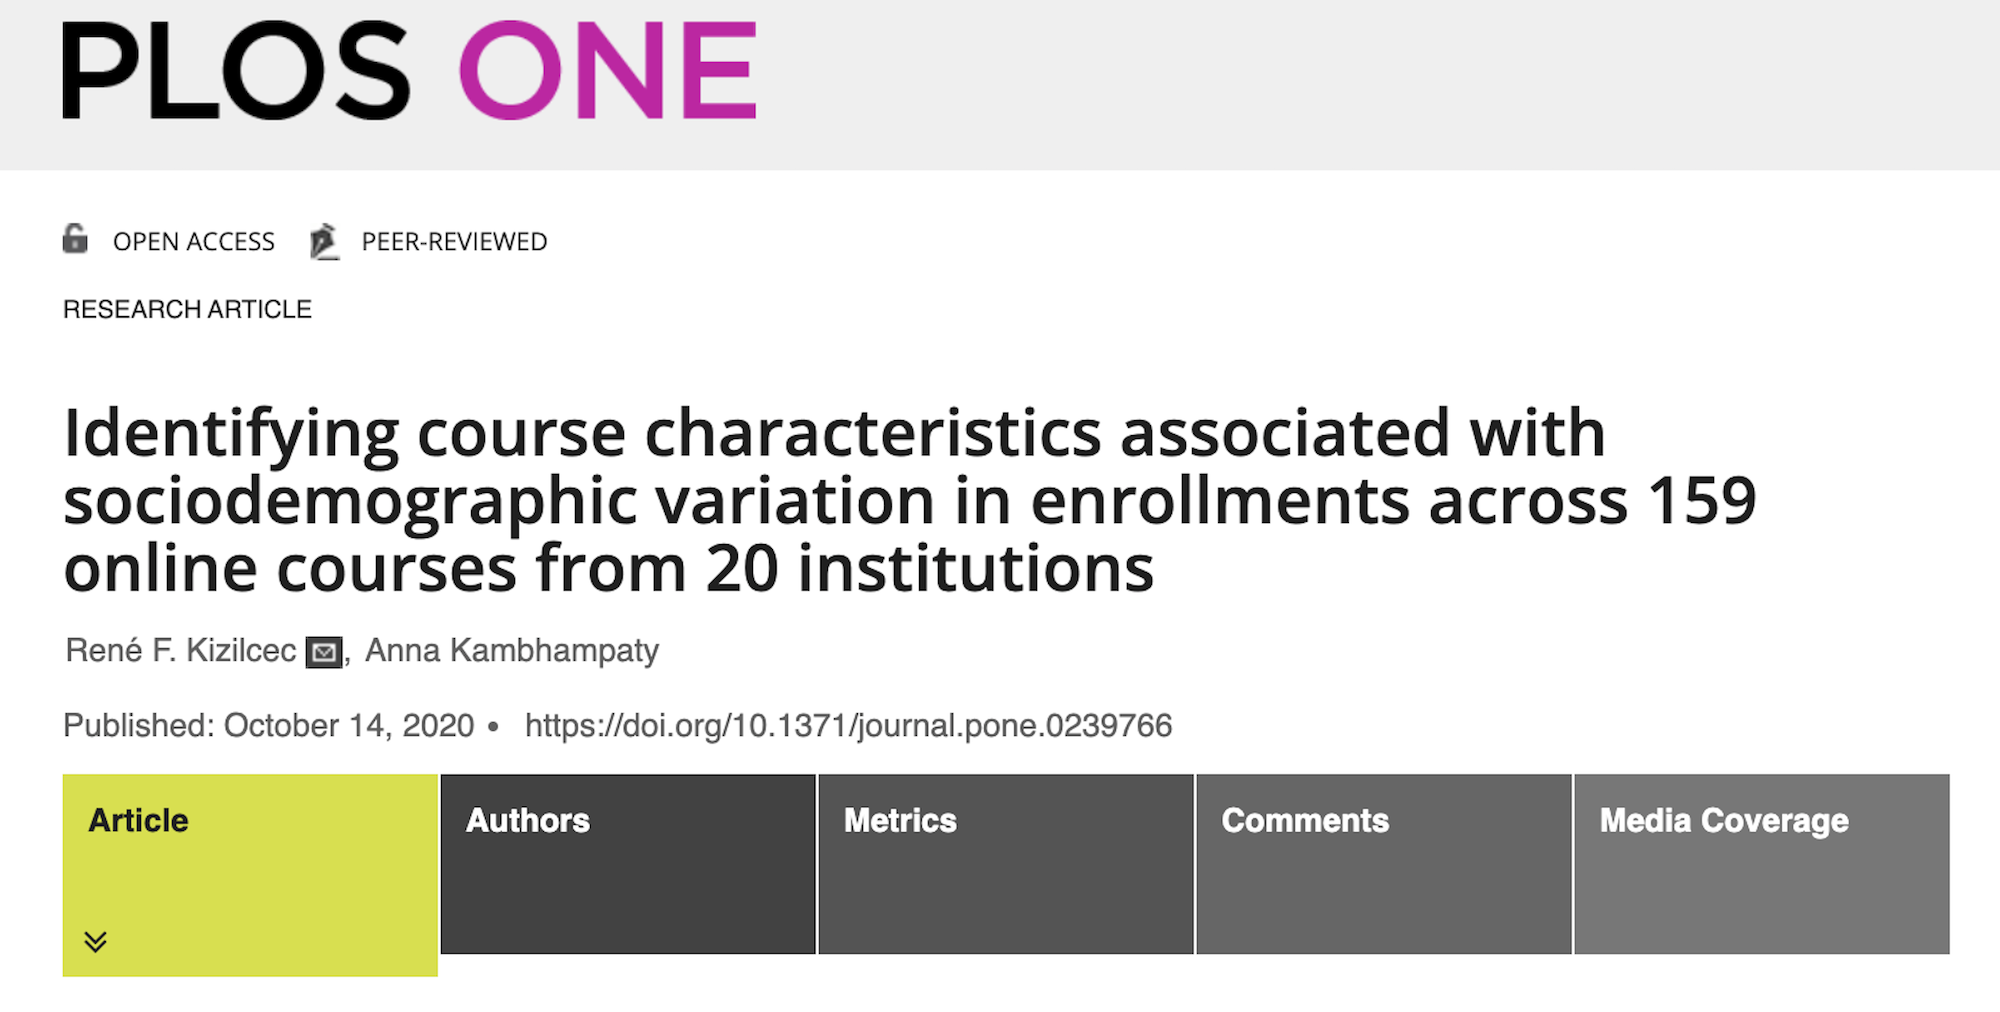 PLOS ONE
OPEN ACCESS PEER-REVIEWED
RESEARCH ARTICLE
Identifying course characteristics associated with
sociodemographic variation in enrollments across 159
online courses from 20 institutions
René F. Kizilcec , Anna Kambhampaty
Published: October 14, 2020 • https://doi.org/10.1371/journal.pone.0239766
Article Authors Metrics Comments Media Coverage